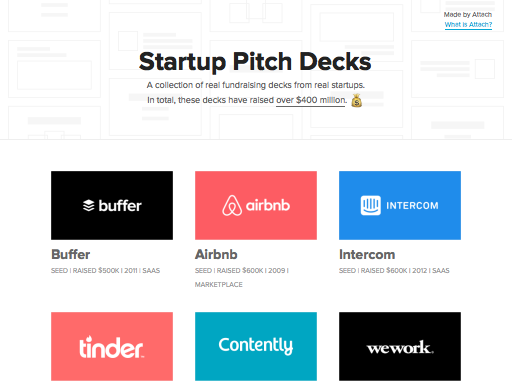 Made by Attach
What is Attach?
Startup Pitch Decks
A collection of real fundraising decks from real startups.
In total, these decks have raised over $400 million. 💰
buffer
airbnb
INTERCOM
Buffer
Airbnb
Intercom
SEED | RAISED $500K | 2011 | SAAS
SEED | RAISED $600K | 2009 |
MARKETPLACE
SEED | RAISED $600K | 2012 | SAAS
tinder
Contently
wework